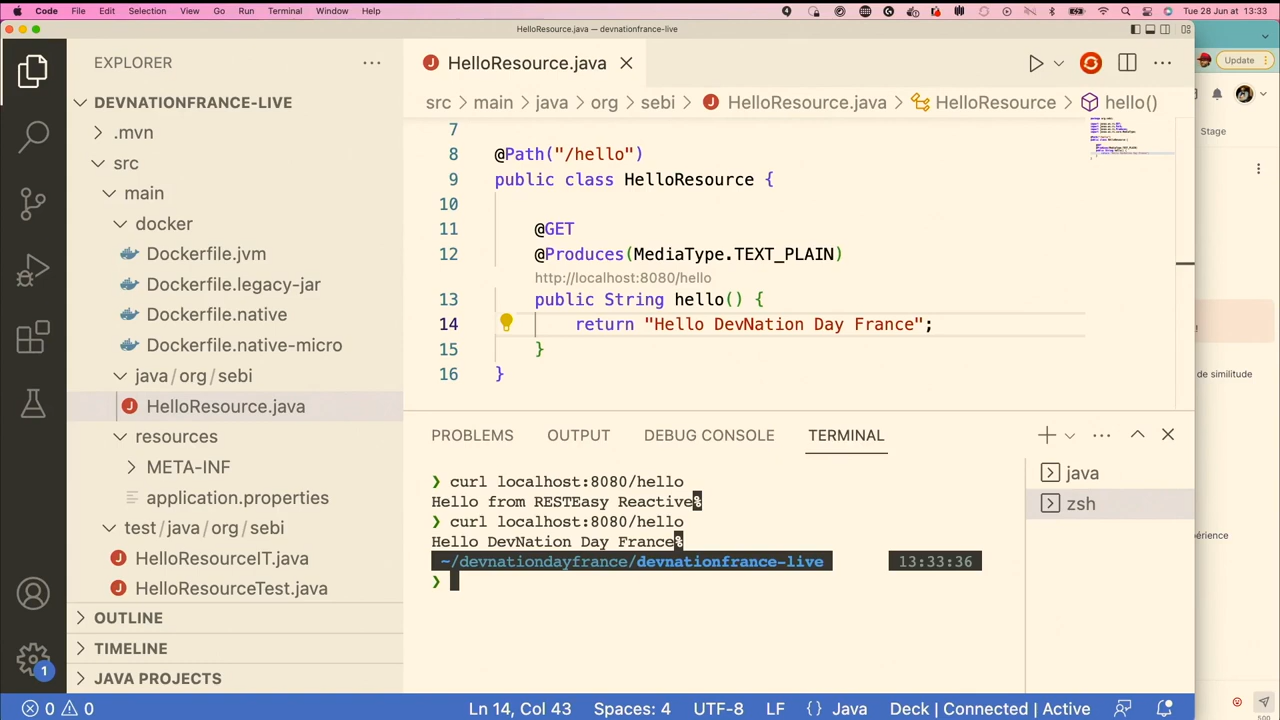 Code File Edit Selection View Go Run Terminal Window Help Tue 28 Jun at 13:33
HelloResource.java — devnationfrance-live
Update
EXPLORER
HelloResource.java
DEVNATIONFRANCE-LIVE
src main java org sebi HelloResource.java HelloResource hello()
Stage
.mvn
src
main
docker
Dockerfile.jvm
Dockerfile.legacy-jar
Dockerfile.native
Dockerfile.native-micro
java/org/sebi
HelloResource.java
resources
META-INF
application.properties
test/java/org/sebi
HelloResourceIT.java
HelloResourceTest.java
OUTLINE
TIMELINE
JAVA PROJECTS
7
8 @Path("/hello")
9 public class HelloResource {
10
11 @GET
12 @Produces(MediaType.TEXT_PLAIN)
http://localhost:8080/hello
13 public String hello() {
14 return "Hello DevNation Day France";
15 }
16 }
PROBLEMS OUTPUT DEBUG CONSOLE TERMINAL
❯ curl localhost:8080/hello
Hello from RESTEasy Reactive%
❯ curl localhost:8080/hello
Hello DevNation Day France%
~/devnationdayfrance/devnationfrance-live 13:33:36
❯
java
zsh
!
de similitude
périence
500
1
0 0 Ln 14, Col 43 Spaces: 4 UTF-8 LF {} Java Deck | Connected | Active